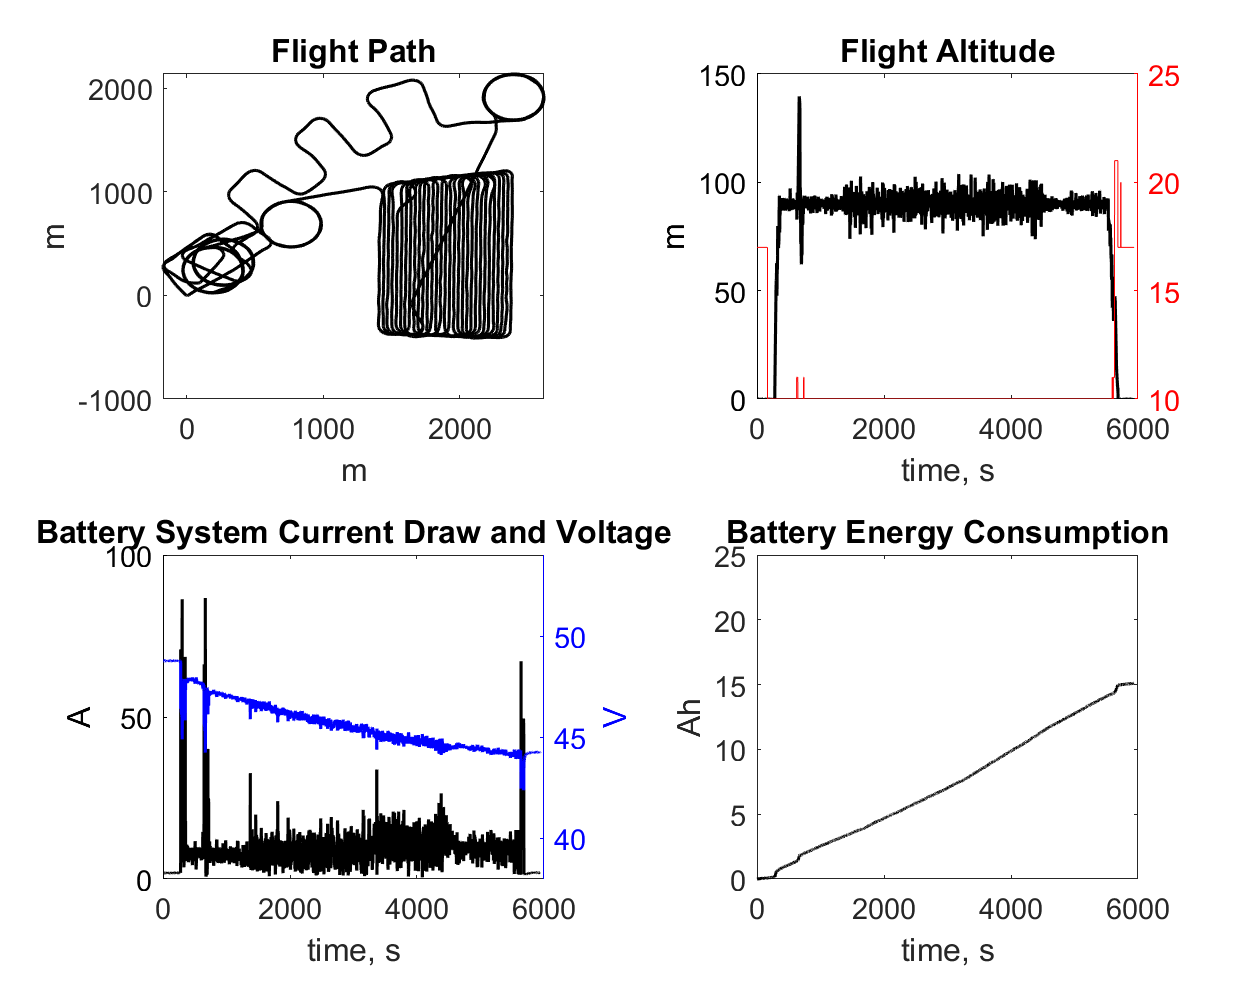 Flight Path
2000
1000
0
-1000
m
0 1000 2000
m
Flight Altitude
150
100
50
0
m
25
20
15
10
0 2000 4000 6000
time, s
Battery System Current Draw and Voltage
100
50
0
A
50
45
40
V
0 2000 4000 6000
time, s
Battery Energy Consumption
25
20
15
10
5
0
Ah
0 2000 4000 6000
time, s